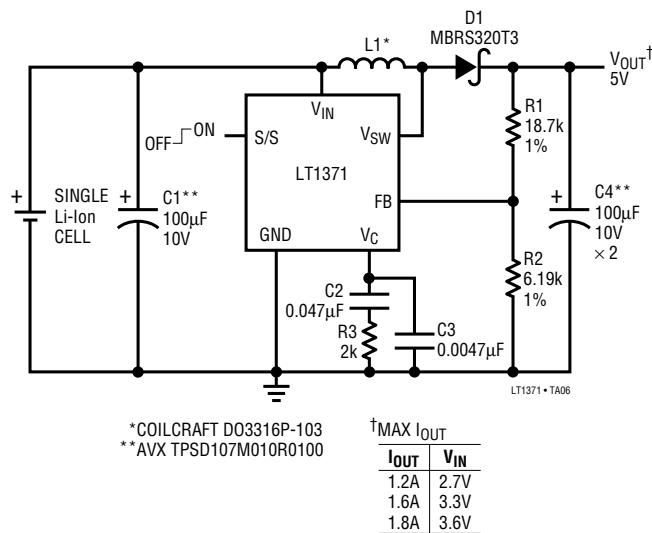 D1
MBRS320T3
L1*
VOUT†
5V
VIN
R1
18.7k
1%
OFF ON
S/S
VSW
LT1371
+
SINGLE
Li-Ion
CELL
+
C1**
100µF
10V
FB
+
C4**
100µF
10V
× 2
GND
VC
R2
6.19k
1%
C2
0.047µF
R3
2k
C3
0.0047µF
LT1371 • TA06
*COILCRAFT DO3316P-103
**AVX TPSD107M010R0100
†MAX IOUT
IOUT VIN
1.2A 2.7V
1.6A 3.3V
1.8A 3.6V